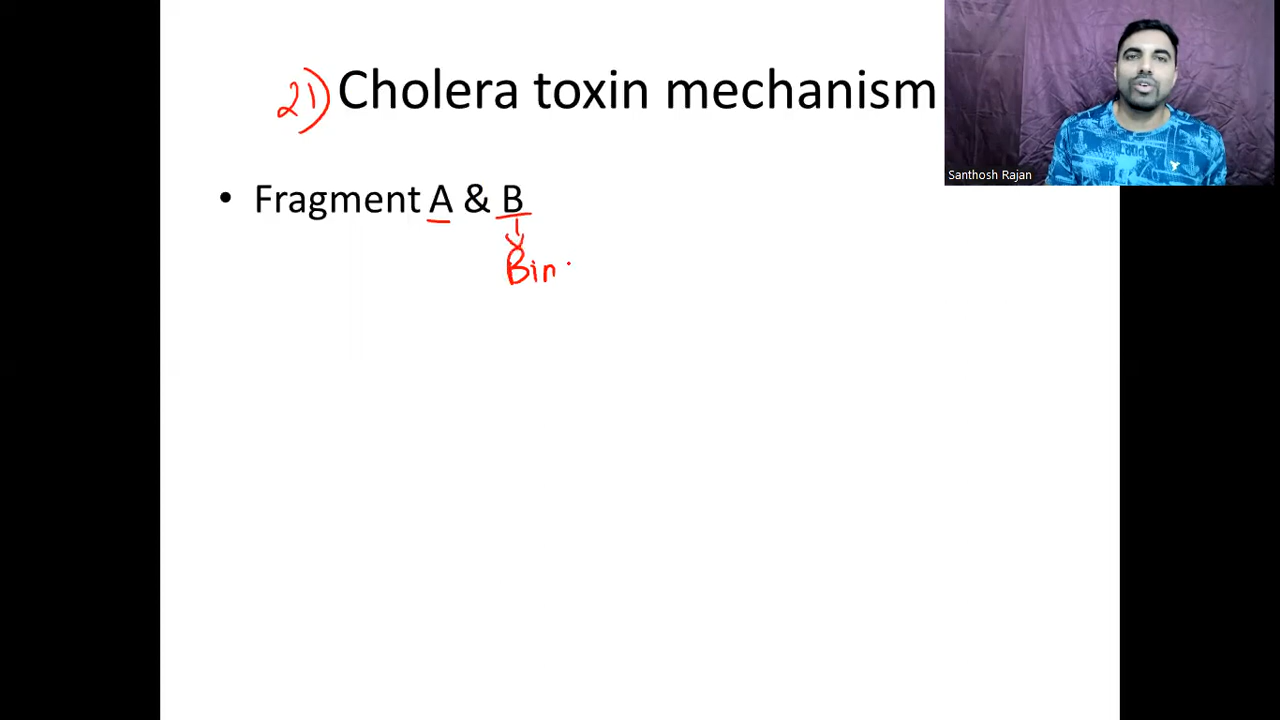 21) Cholera toxin mechanism
Santhosh Rajan
• Fragment A & B
Bin